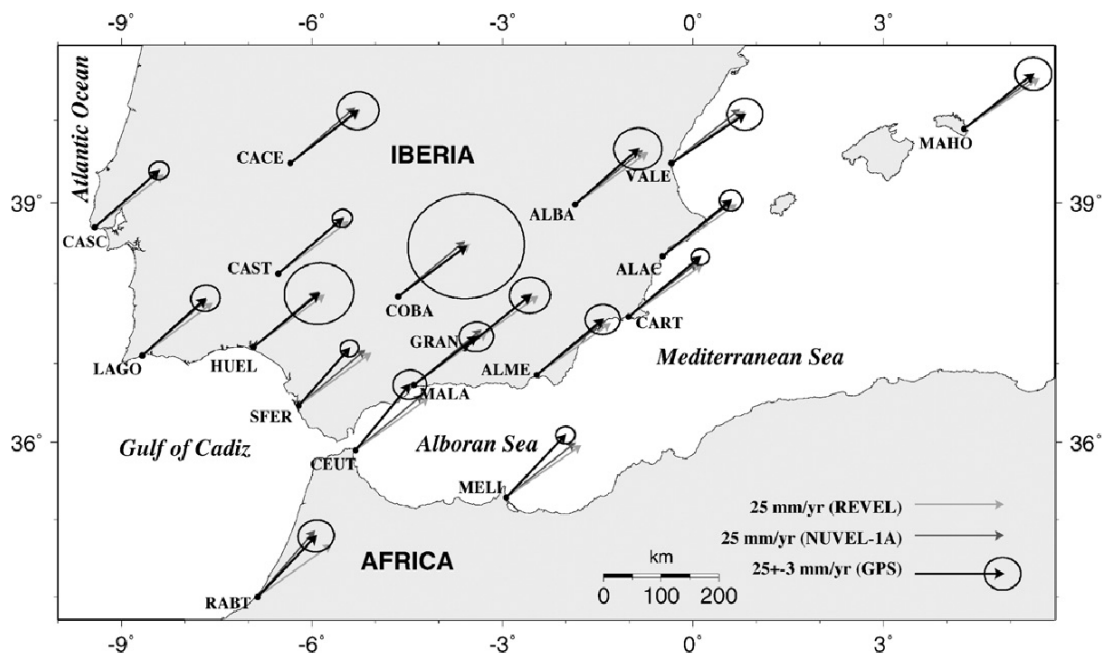 -9° -6° -3° 0° 3°
Atlantic Ocean
CACE
IBERIA
MAHO
VALE
39° 39°
ALBA
CASC
CAST
ALAC
COBA
CART
GRAN
LAGO
HUEL
ALME
Mediterranean Sea
MALA
SFER
36° Gulf of Cadiz Alboran Sea 36°
CEUT
MELI
25 mm/yr (REVEL)
25 mm/yr (NUVEL-1A)
km
AFRICA
25+-3 mm/yr (GPS)
RABT
0 100 200
-9° -6° -3° 0° 3°